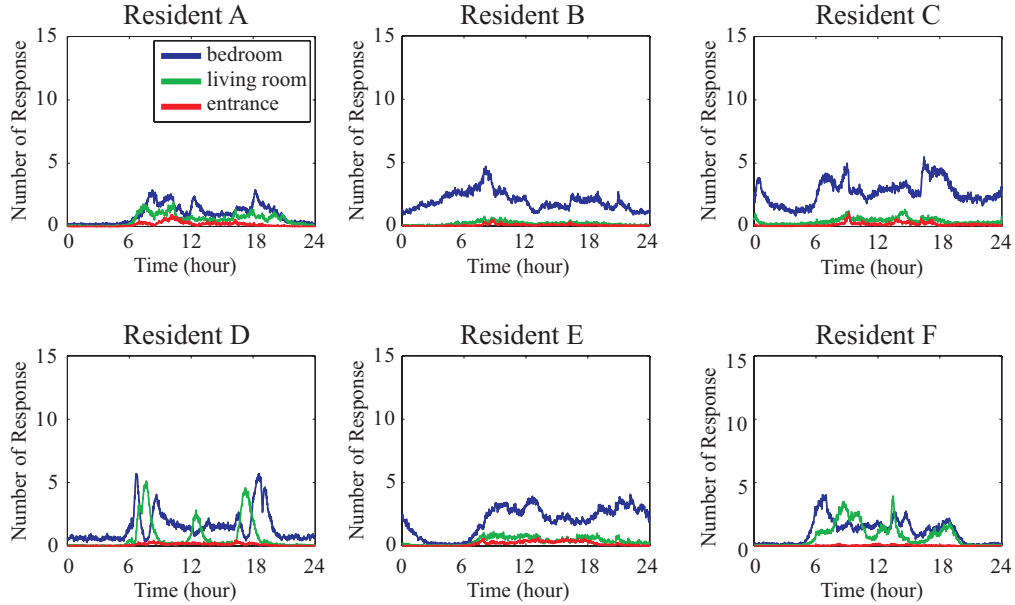 Resident A
Number of Response
15
10
5
0
bedroom
living room
entrance
0 6 12 18 24
Time (hour)
Resident B
Number of Response
15
10
5
0
0 6 12 18 24
Time (hour)
Resident C
Number of Response
15
10
5
0
0 6 12 18 24
Time (hour)
Resident D
Number of Response
15
10
5
0
0 6 12 18 24
Time (hour)
Resident E
Number of Response
15
10
5
0
0 6 12 18 24
Time (hour)
Resident F
Number of Response
15
10
5
0
0 6 12 18 24
Time (hour)